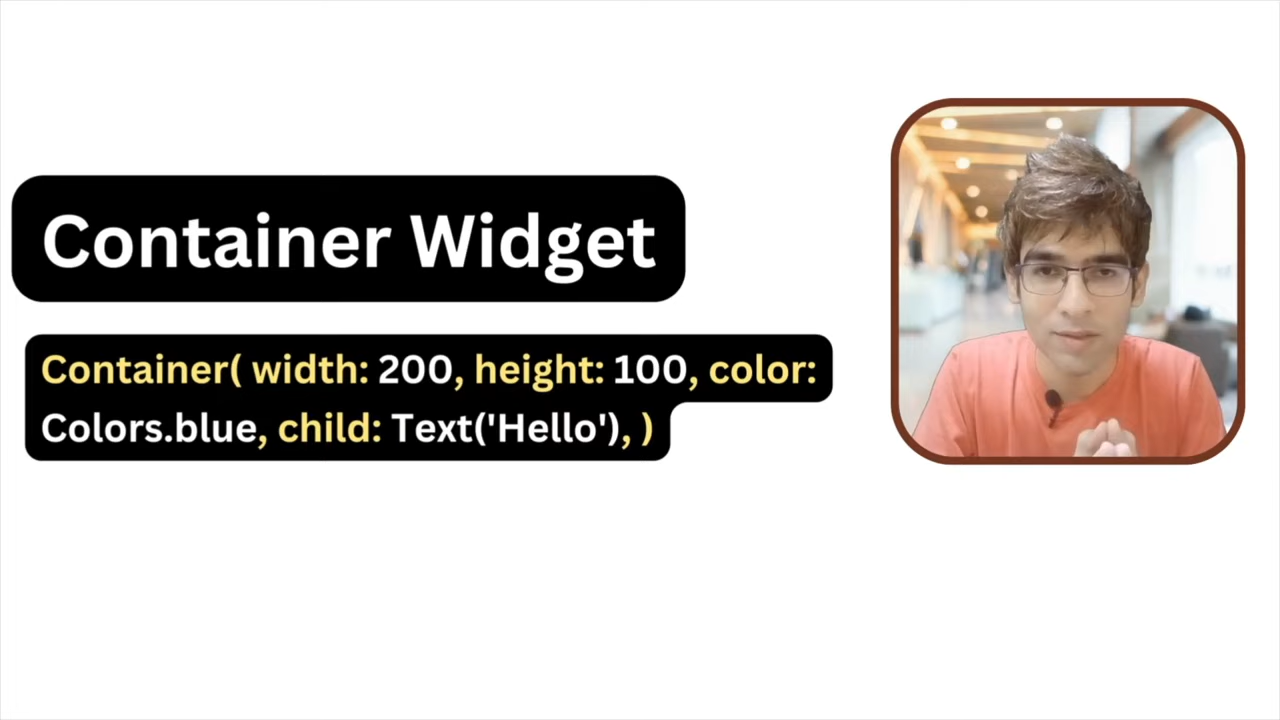 Container Widget
Container( width: 200, height: 100, color:
Colors.blue, child: Text('Hello'), )